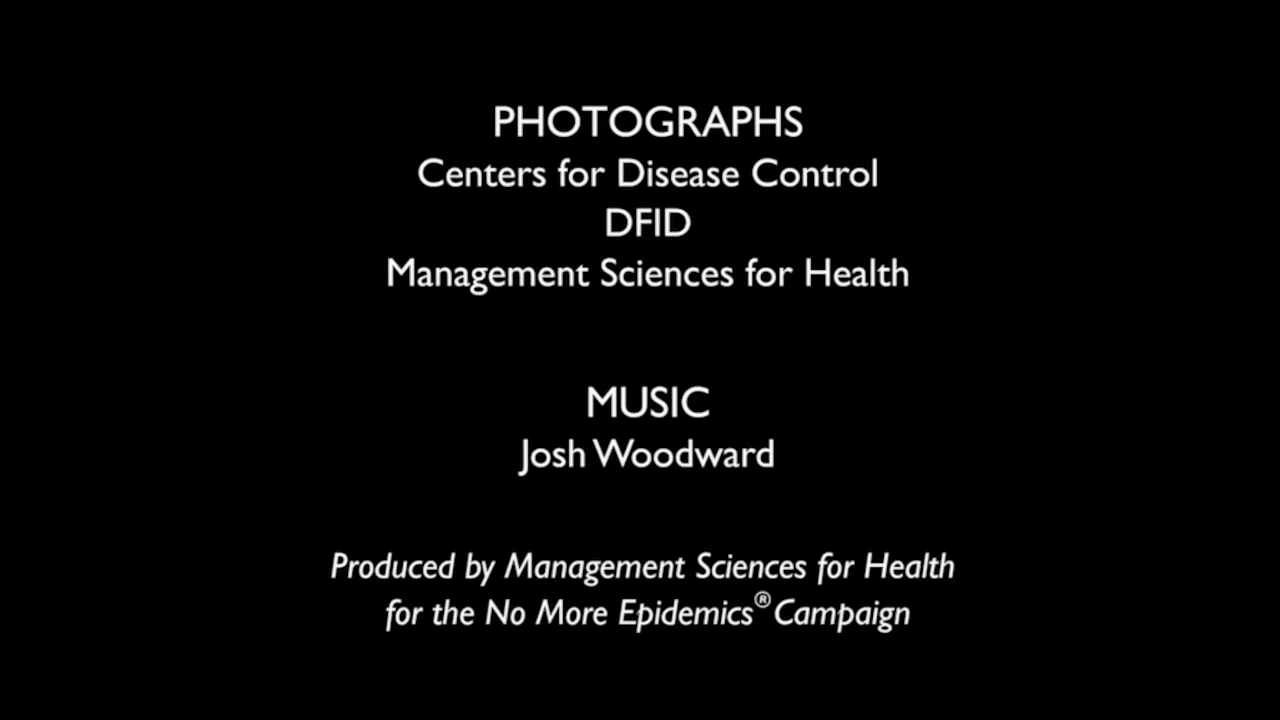 PHOTOGRAPHS
Centers for Disease Control
DFID
Management Sciences for Health
MUSIC
Josh Woodward
Produced by Management Sciences for Health
for the No More Epidemics® Campaign